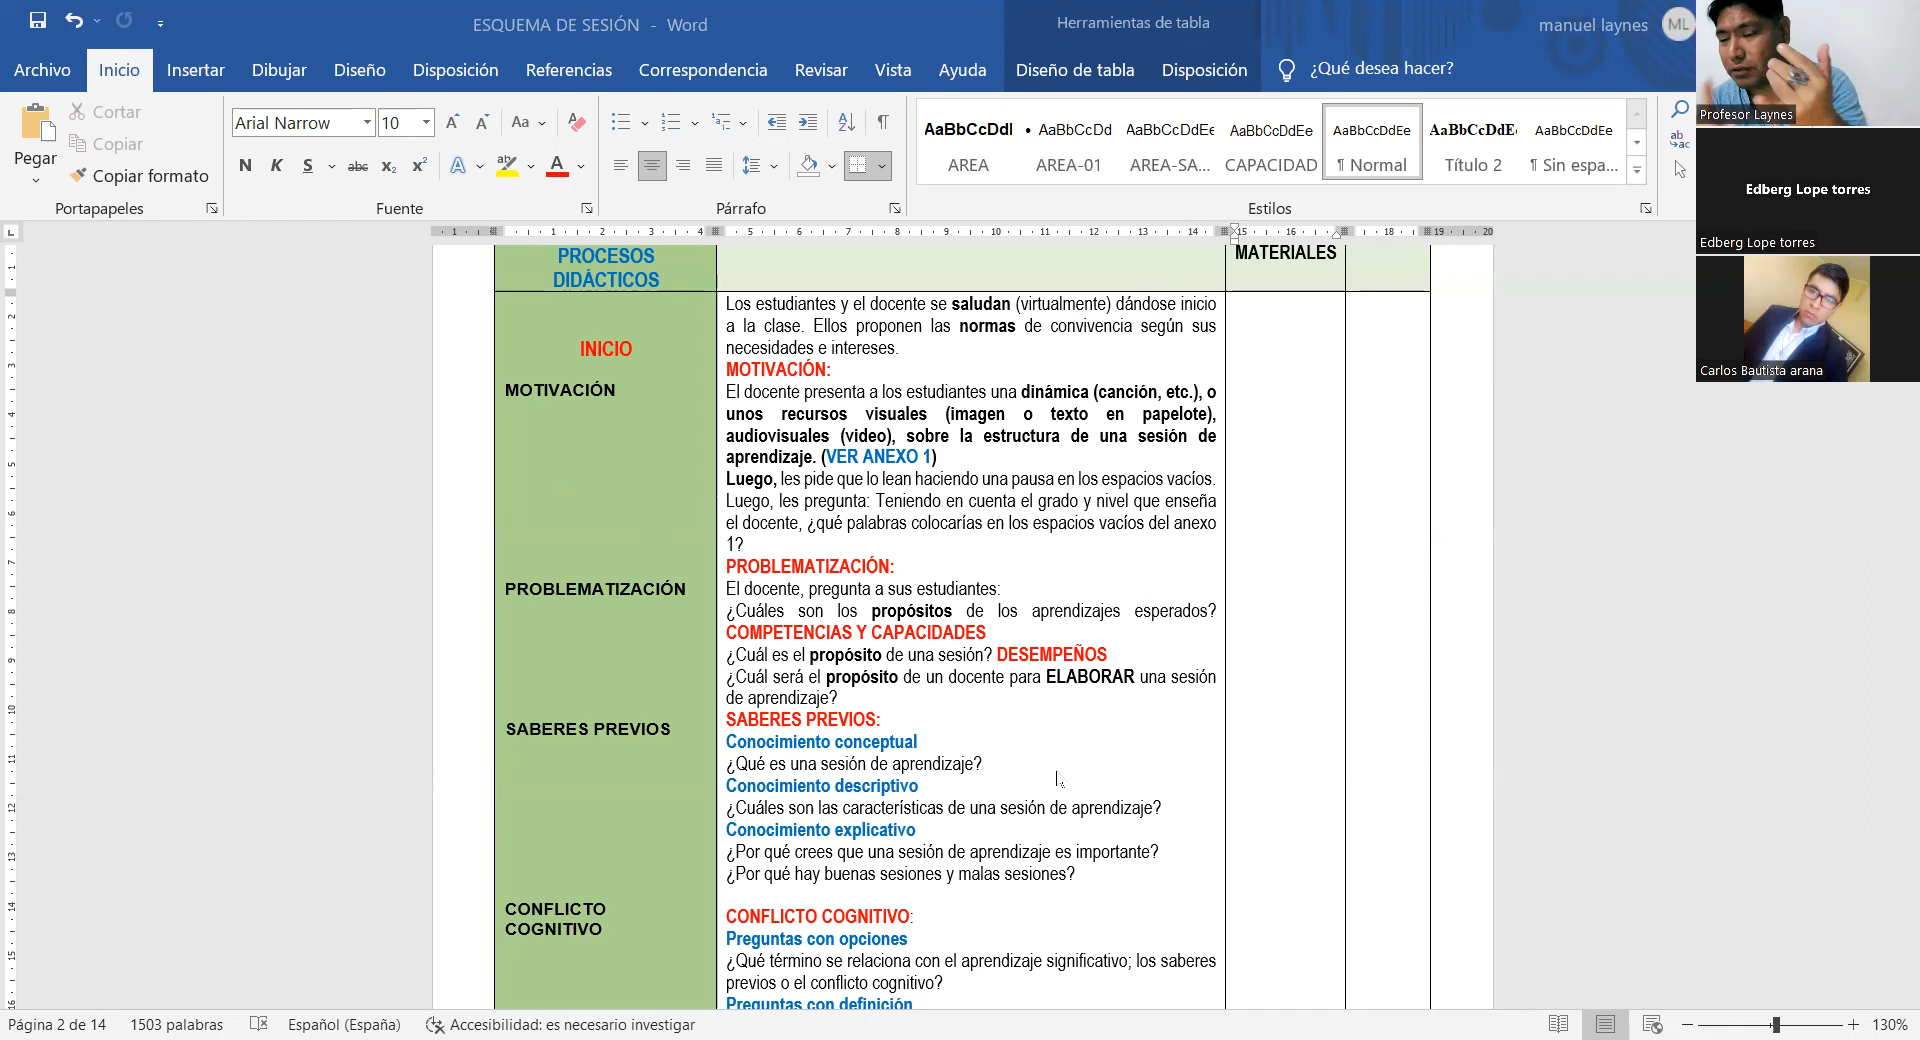 ESQUEMA DE SESIÓN - Word
Herramientas de tabla
manuel laynes ML
Archivo Inicio Insertar Dibujar Diseño Disposición Referencias Correspondencia Revisar Vista Ayuda Diseño de tabla Disposición ¿Qué desea hacer?
Pegar
Cortar
Copiar
Copiar formato
Portapapeles
Arial Narrow 10
N K S abc x₂ x²
Fuente
Párrafo
AaBbCcDdI AaBbCcDd AaBbCcDdEe AaBbCcDdEe AaBbCcDdEe AaBbCcDdEe AaBbCcDdEe
AREA AREA-01 AREA-SA... CAPACIDAD ¶ Normal Título 2 ¶ Sin espa...
Estilos
Profesor Laynes
Edberg Lope torres
Edberg Lope torres
Carlos Bautista arana
PROCESOS
DIDÁCTICOS
MATERIALES
INICIO
MOTIVACIÓN
PROBLEMATIZACIÓN
SABERES PREVIOS
CONFLICTO
COGNITIVO
Los estudiantes y el docente se saludan (virtualmente) dándose inicio
a la clase. Ellos proponen las normas de convivencia según sus
necesidades e intereses.
MOTIVACIÓN:
El docente presenta a los estudiantes una dinámica (canción, etc.), o
unos recursos visuales (imagen o texto en papelote),
audiovisuales (video), sobre la estructura de una sesión de
aprendizaje. (VER ANEXO 1)
Luego, les pide que lo lean haciendo una pausa en los espacios vacíos.
Luego, les pregunta: Teniendo en cuenta el grado y nivel que enseña
el docente, ¿qué palabras colocarías en los espacios vacíos del anexo
1?
PROBLEMATIZACIÓN:
El docente, pregunta a sus estudiantes:
¿Cuáles son los propósitos de los aprendizajes esperados?
COMPETENCIAS Y CAPACIDADES
¿Cuál es el propósito de una sesión? DESEMPEÑOS
¿Cuál será el propósito de un docente para ELABORAR una sesión
de aprendizaje?
SABERES PREVIOS:
Conocimiento conceptual
¿Qué es una sesión de aprendizaje?
Conocimiento descriptivo
¿Cuáles son las características de una sesión de aprendizaje?
Conocimiento explicativo
¿Por qué crees que una sesión de aprendizaje es importante?
¿Por qué hay buenas sesiones y malas sesiones?
CONFLICTO COGNITIVO:
Preguntas con opciones
¿Qué término se relaciona con el aprendizaje significativo; los saberes
previos o el conflicto cognitivo?
Preguntas con definición
Página 2 de 14 1503 palabras Español (España) Accesibilidad: es necesario investigar 130%